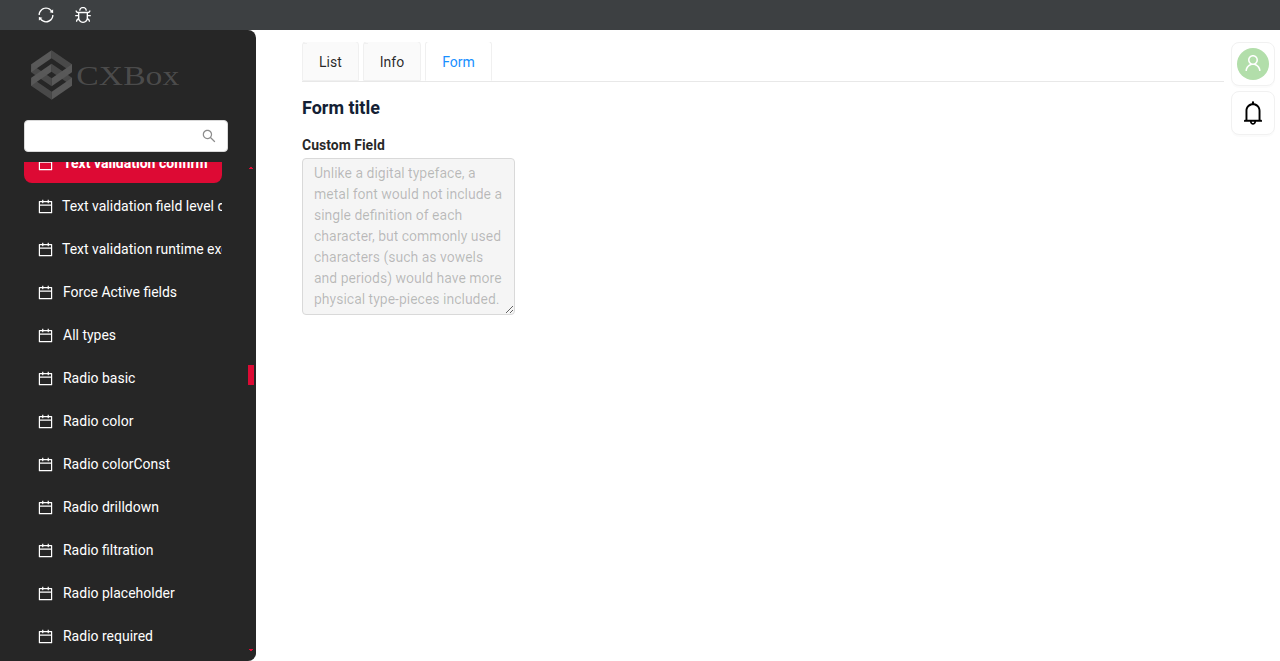 CXBox
Text validation confirm
Text validation field level
Text validation runtime ex
Force Active fields
All types
Radio basic
Radio color
Radio colorConst
Radio drilldown
Radio filtration
Radio placeholder
Radio required
List
Info
Form
Form title
Custom Field
Unlike a digital typeface, a
metal font would not include a
single definition of each
character, but commonly used
characters (such as vowels
and periods) would have more
physical type-pieces included.